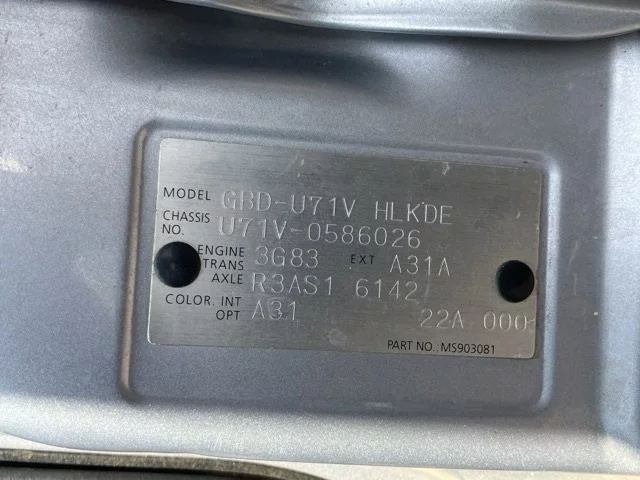 MODEL GBD-U71V HLKDE
CHASSIS NO. U71V-0586026
ENGINE 3G83 EXT A31A
TRANS AXLE R3AS1 6142
COLOR. INT OPT A31 22A 000
PART NO.: MS903081